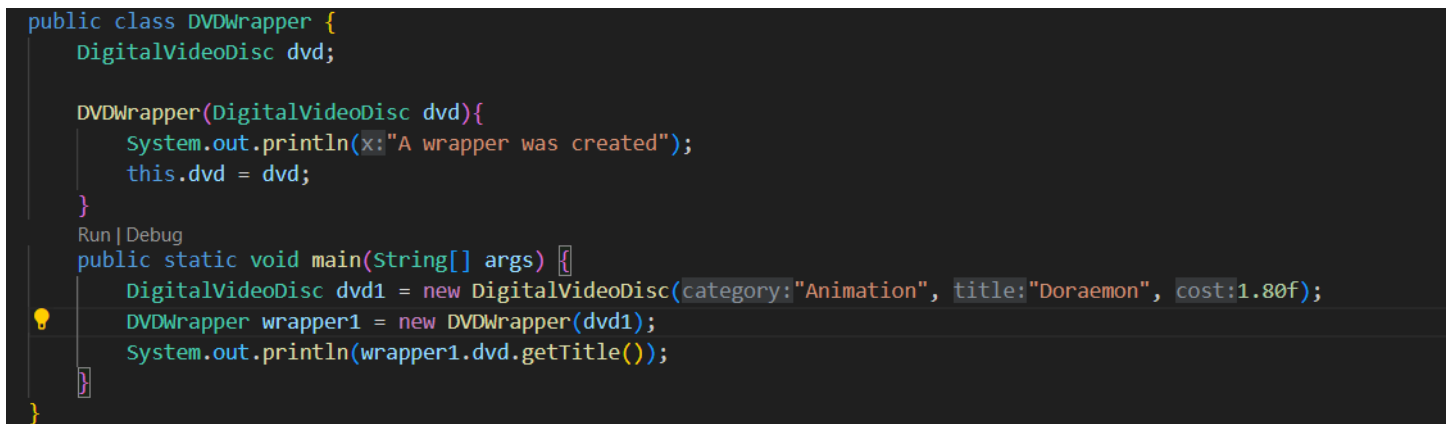 public class DVDWrapper {
    DigitalVideoDisc dvd;

    DVDWrapper(DigitalVideoDisc dvd){
        System.out.println(x:"A wrapper was created");
        this.dvd = dvd;
    }
    Run | Debug
    public static void main(String[] args) {
        DigitalVideoDisc dvd1 = new DigitalVideoDisc(category:"Animation", title:"Doraemon", cost:1.80f);
        DVDWrapper wrapper1 = new DVDWrapper(dvd1);
        System.out.println(wrapper1.dvd.getTitle());
    }
}